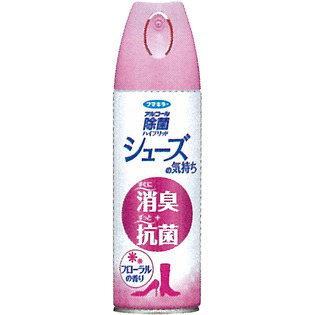 フマキラー
アルコール
除菌
ハイブリッド
シューズ
の気持ち
すぐに
消臭
ずっと +
抗菌
フローラル
の香り